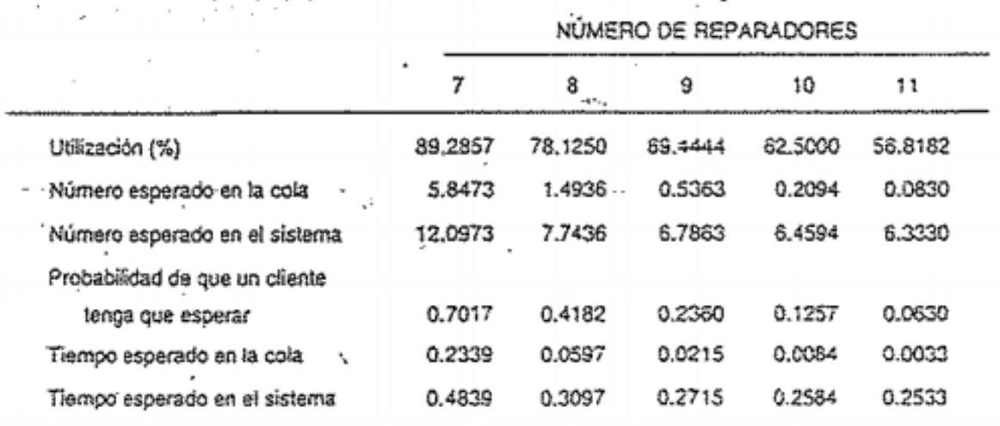 NÚMERO DE REPARADORES
7 8 9 10 11
Utilización (%) 89.2857 78.1250 69.4444 62.5000 56.8182
Número esperado en la cola 5.8473 1.4936 0.5363 0.2094 0.0830
Número esperado en el sistema 12.0973 7.7436 6.7863 6.4594 6.3330
Probabilidad de que un cliente
tenga que esperar 0.7017 0.4182 0.2360 0.1257 0.0630
Tiempo esperado en la cola 0.2339 0.0597 0.0215 0.0084 0.0033
Tiempo esperado en el sistema 0.4839 0.3097 0.2715 0.2584 0.2533